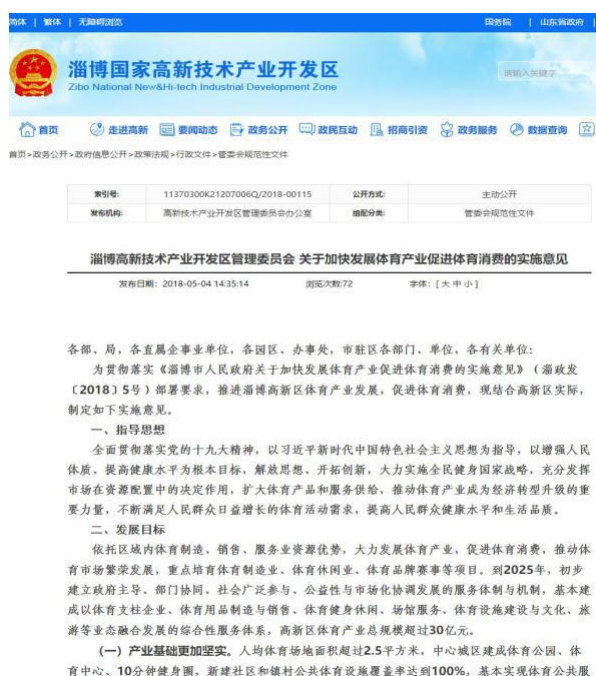 简体 | 繁体 | 无障碍浏览 国务院 | 山东省政府 |
淄博国家高新技术产业开发区
Zibo National New&Hi-tech Industrial Development Zone
请输入关键字
首页 走进高新 要闻动态 政务公开 政民互动 招商引资 政务服务 数据查询
首页>政务公开>政府信息公开>政策法规>行政文件>管委会规范性文件
索引号: 11370300K21207006Q/2018-00115 公开方式: 主动公开
发布机构: 高新技术产业开发区管理委员会办公室 组配分类: 管委会规范性文件
淄博高新技术产业开发区管理委员会 关于加快发展体育产业促进体育消费的实施意见
发布日期: 2018-05-04 14:35:14 浏览次数:72 字体: [ 大 中 小 ]
各部、局，各直属企事业单位，各园区、办事处，市驻区各部门、单位，各有关单位：
为贯彻落实《淄博市人民政府关于加快发展体育产业促进体育消费的实施意见》（淄政发
〔2018〕5号）部署要求，推进淄博高新区体育产业发展，促进体育消费，现结合高新区实际，
制定如下实施意见。
一、指导思想
全面贯彻落实党的十九大精神，以习近平新时代中国特色社会主义思想为指导，以增强人民
体质、提高健康水平为根本目标，解放思想、开拓创新，大力实施全民健身国家战略，充分发挥
市场在资源配置中的决定作用，扩大体育产品和服务供给，推动体育产业成为经济转型升级的重
要力量，不断满足人民群众日益增长的体育活动需求，提高人民群众健康水平和生活品质。
二、发展目标
依托区域内体育制造、销售、服务业资源优势，大力发展体育产业，促进体育消费，推动体
育市场繁荣发展，重点培育体育制造业、体育休闲业、体育品牌赛事等项目。到2025年，初步
建立政府主导、部门协同、社会广泛参与、公益性与市场化协调发展的服务体制与机制，基本建
成以体育支柱企业、体育用品制造与销售、体育健身休闲、场馆服务、体育设施建设与文化、旅
游等业态融合发展的综合性服务体系，高新区体育产业总规模超过30亿元。
（一）产业基础更加坚实。人均体育场地面积超过2.5平方米，中心城区建成体育公园、体
育中心、10分钟健身圈，新建社区和镇村公共体育设施覆盖率达到100%，基本实现体育公共服